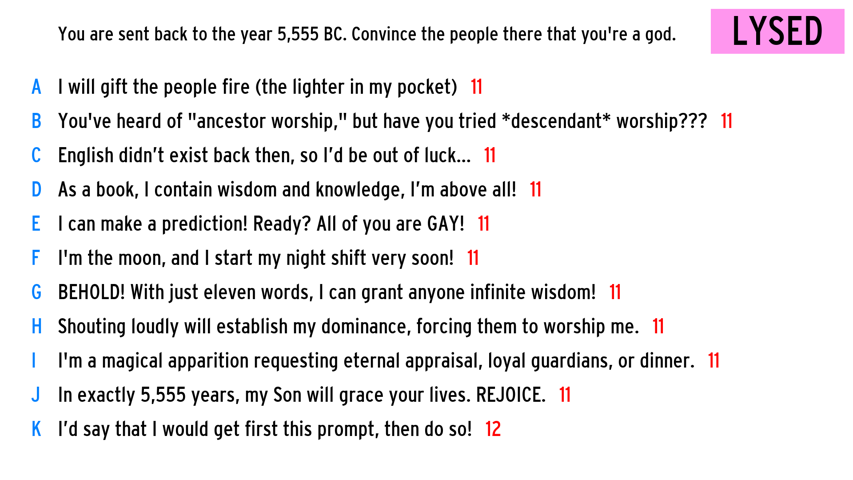 You are sent back to the year 5,555 BC. Convince the people there that you're a god.
LYSED
A I will gift the people fire (the lighter in my pocket) 11
B You've heard of "ancestor worship," but have you tried *descendant* worship??? 11
C English didn’t exist back then, so I’d be out of luck... 11
D As a book, I contain wisdom and knowledge, I’m above all! 11
E I can make a prediction! Ready? All of you are GAY! 11
F I'm the moon, and I start my night shift very soon! 11
G BEHOLD! With just eleven words, I can grant anyone infinite wisdom! 11
H Shouting loudly will establish my dominance, forcing them to worship me. 11
I I'm a magical apparition requesting eternal appraisal, loyal guardians, or dinner. 11
J In exactly 5,555 years, my Son will grace your lives. REJOICE. 11
K I’d say that I would get first this prompt, then do so! 12